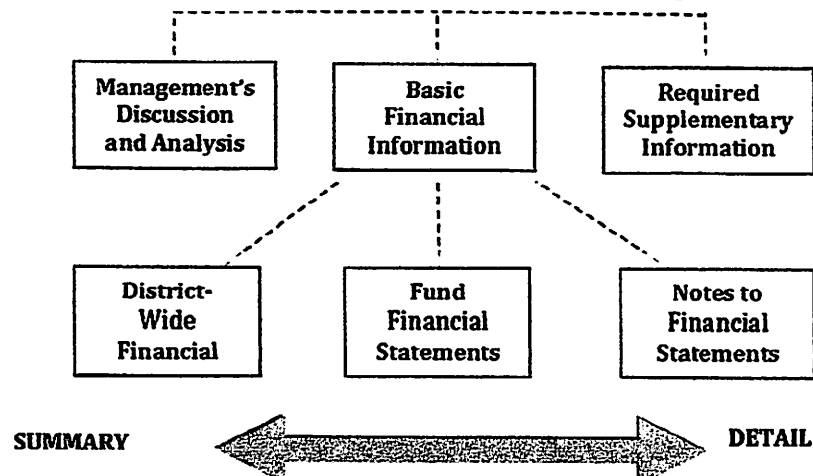 Management's
Discussion
and Analysis
Basic
Financial
Information
Required
Supplementary
Information
District-
Wide
Financial
Fund
Financial
Statements
Notes to
Financial
Statements
SUMMARY
DETAIL